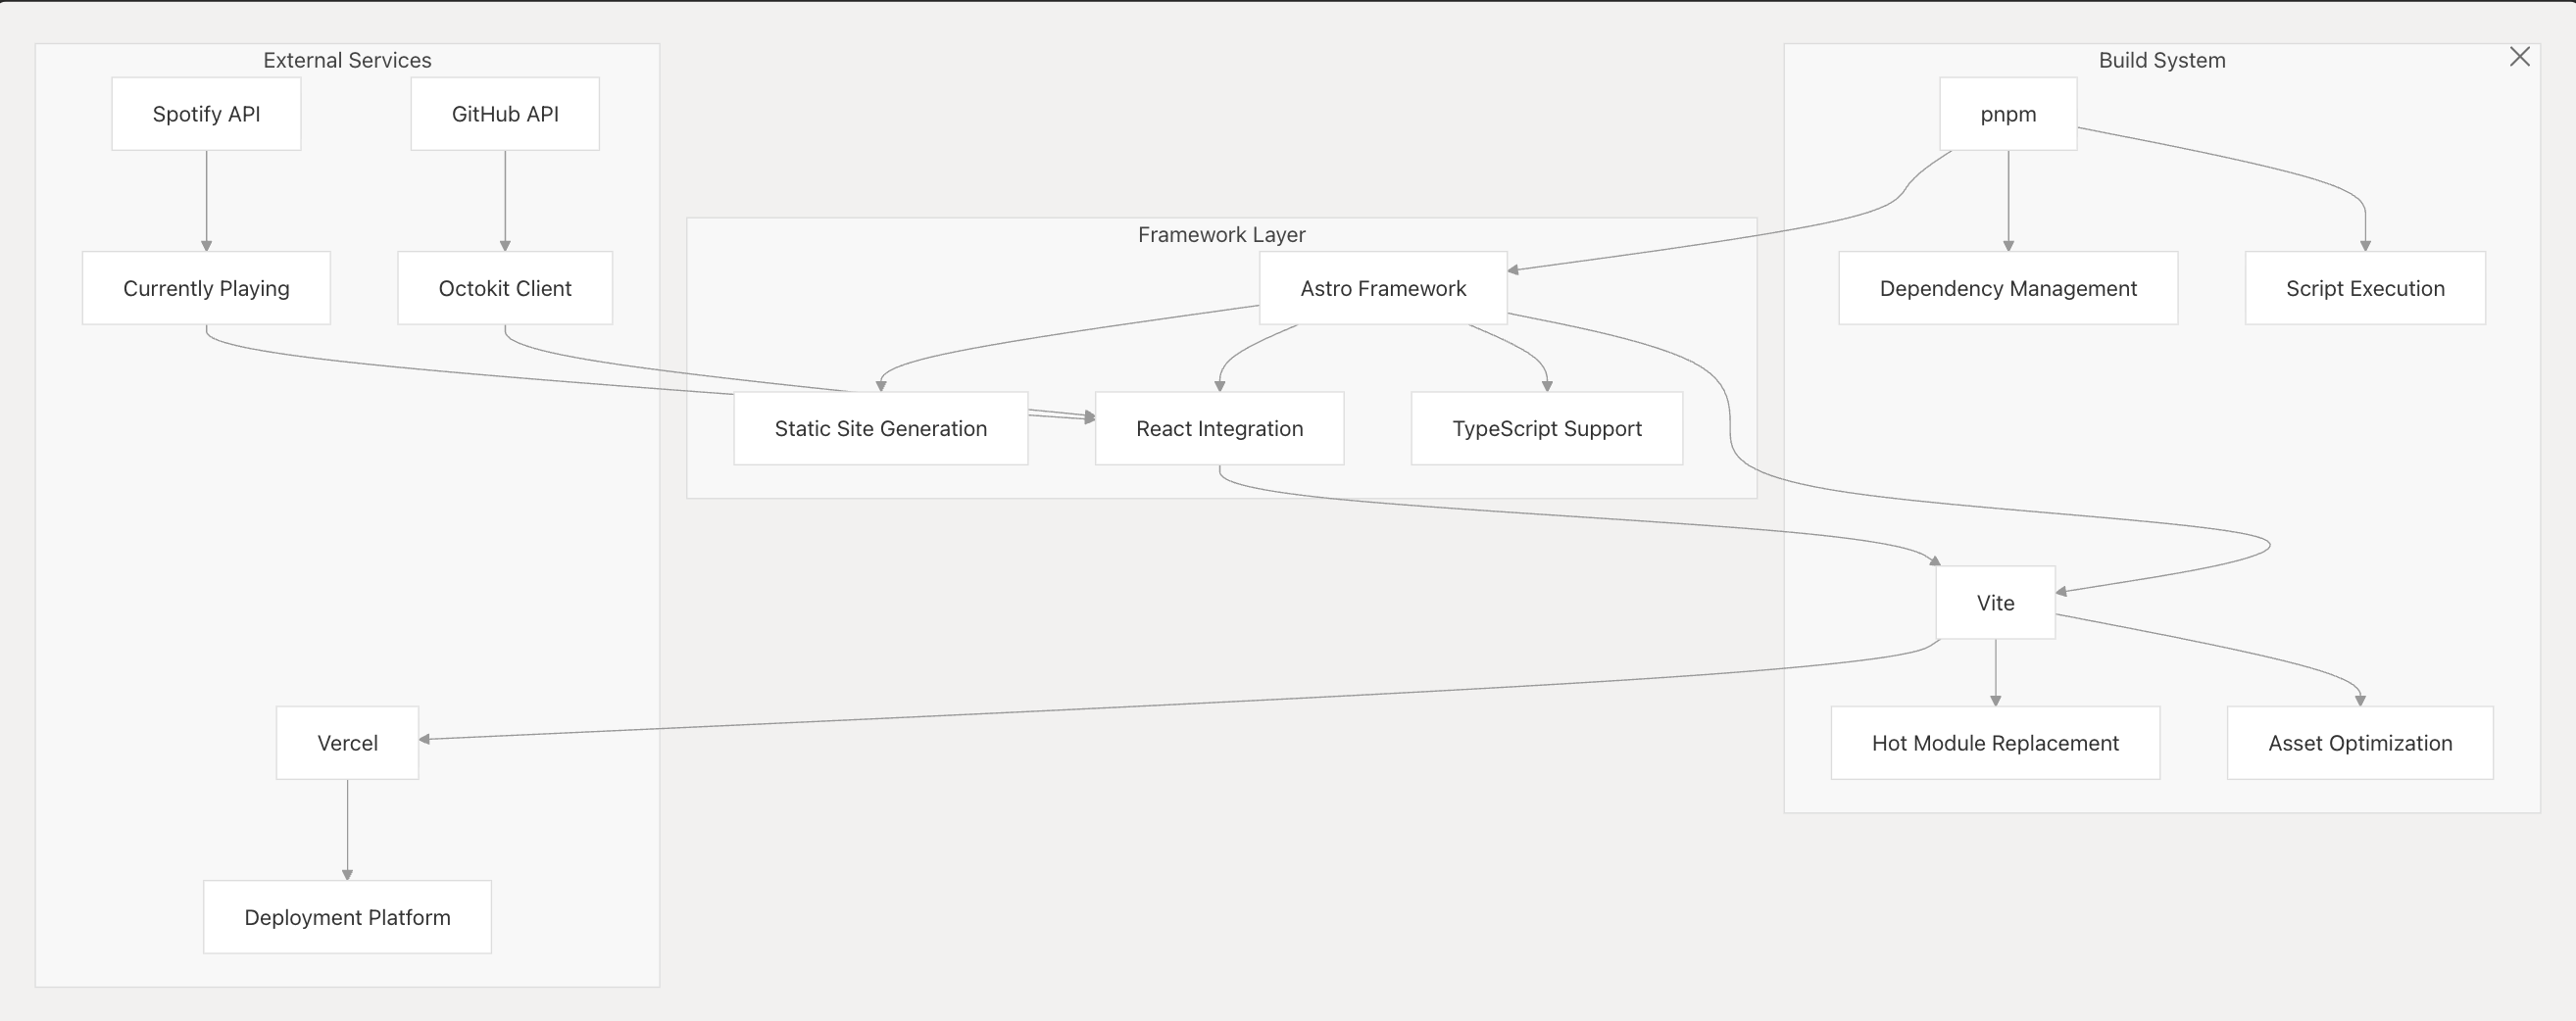 External Services
Spotify API
GitHub API
Currently Playing
Octokit Client
Vercel
Deployment Platform
Framework Layer
Astro Framework
Static Site Generation
React Integration
TypeScript Support
Build System
pnpm
Dependency Management
Script Execution
Vite
Hot Module Replacement
Asset Optimization